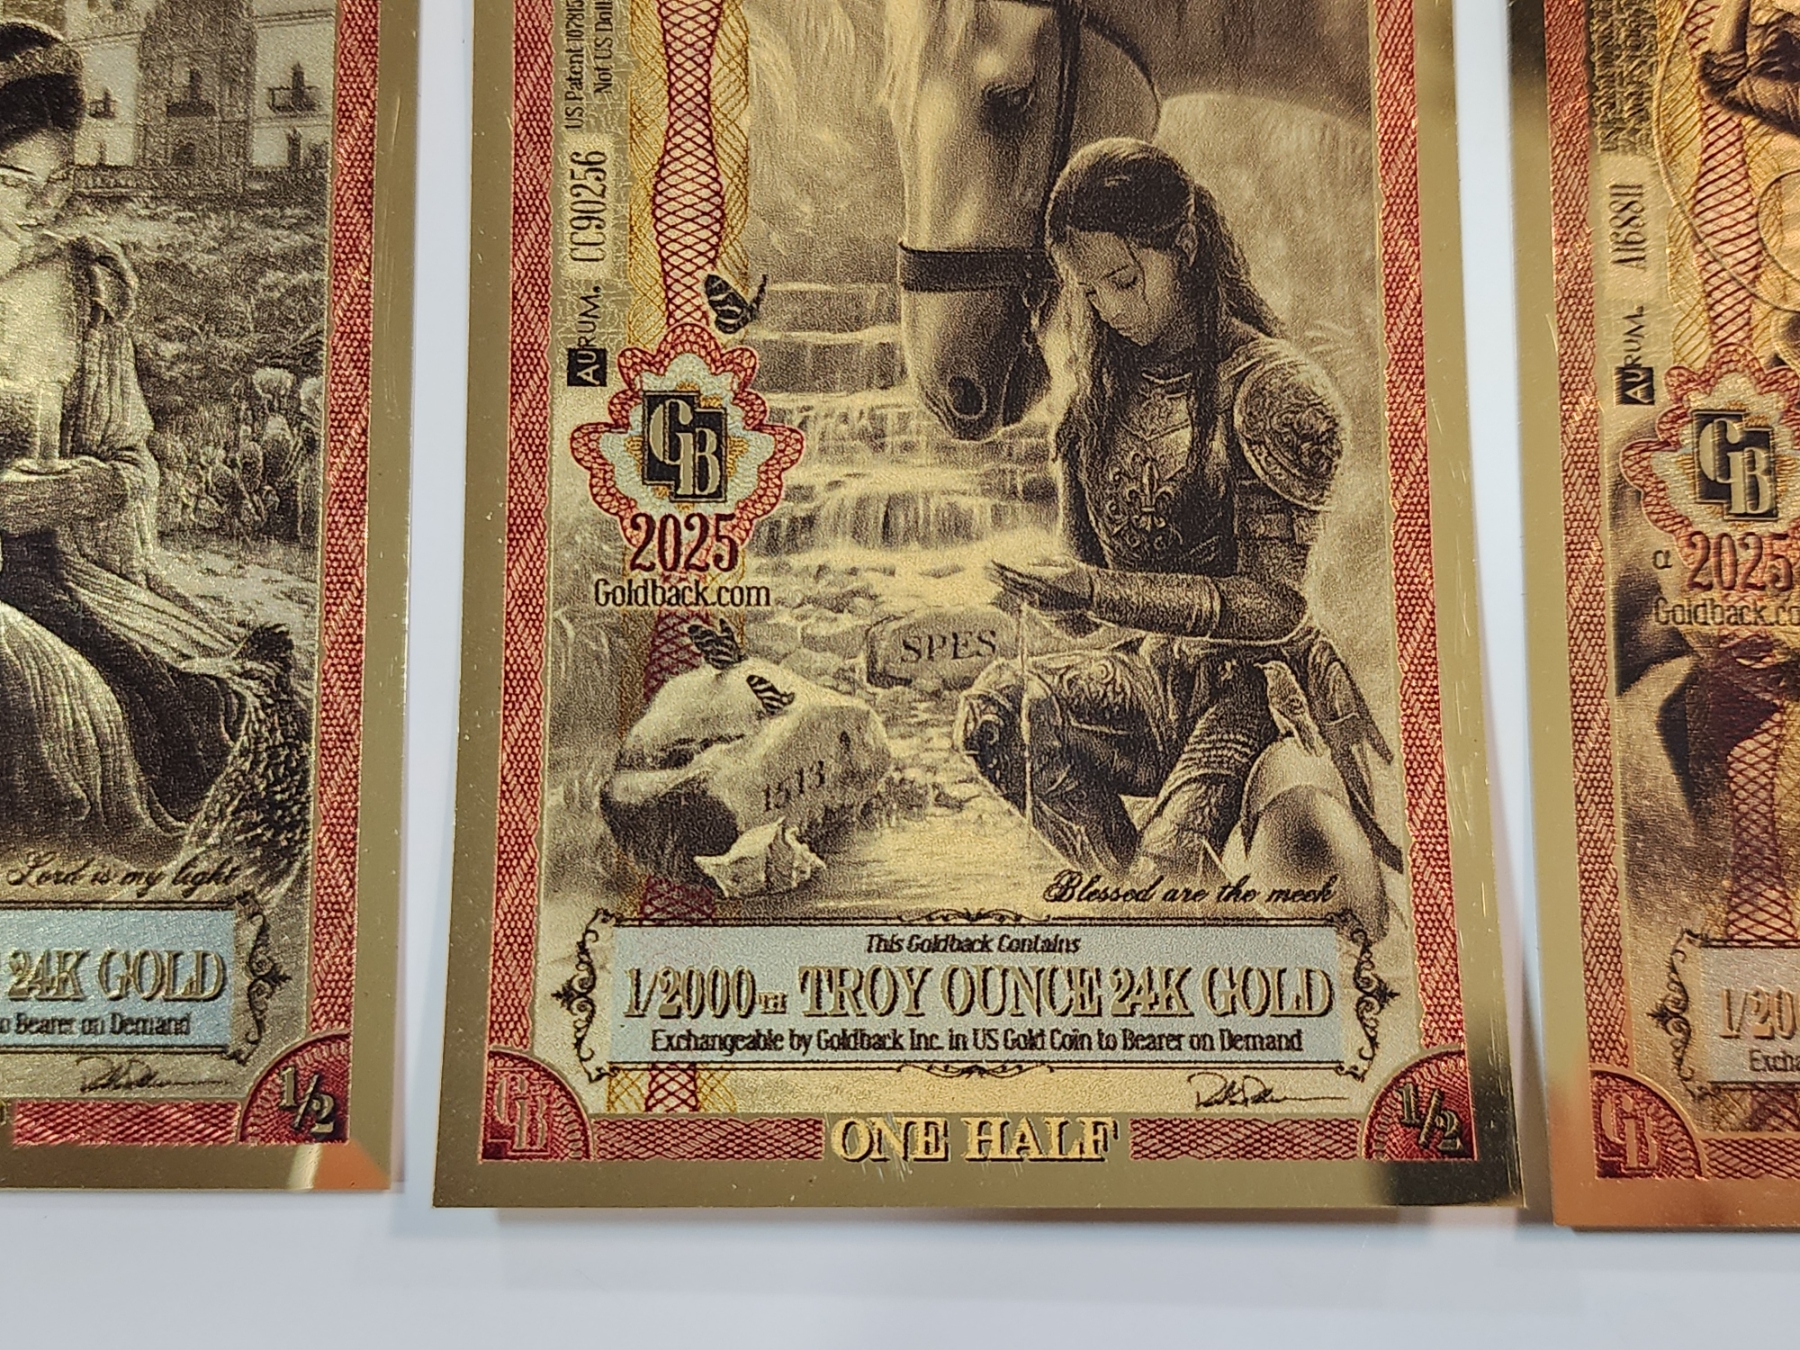 Lord is my light
24K GOLD
to Bearer on Demand
1/2
US Patent
Not US
CC90256
AURUM.
GB
2025
Goldback.com
SPES
1513
Blessed are the meek
This Goldback Contains
1/2000TH TROY OUNCE 24K GOLD
Exchangeable by Goldback Inc. in US Gold Coin to Bearer on Demand
GB
ONE HALF
1/2
AURUM.
GB
α 2025
GB